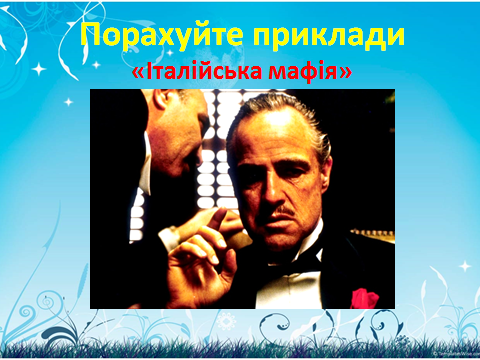 Порахуйте приклади
«Італійська мафія»